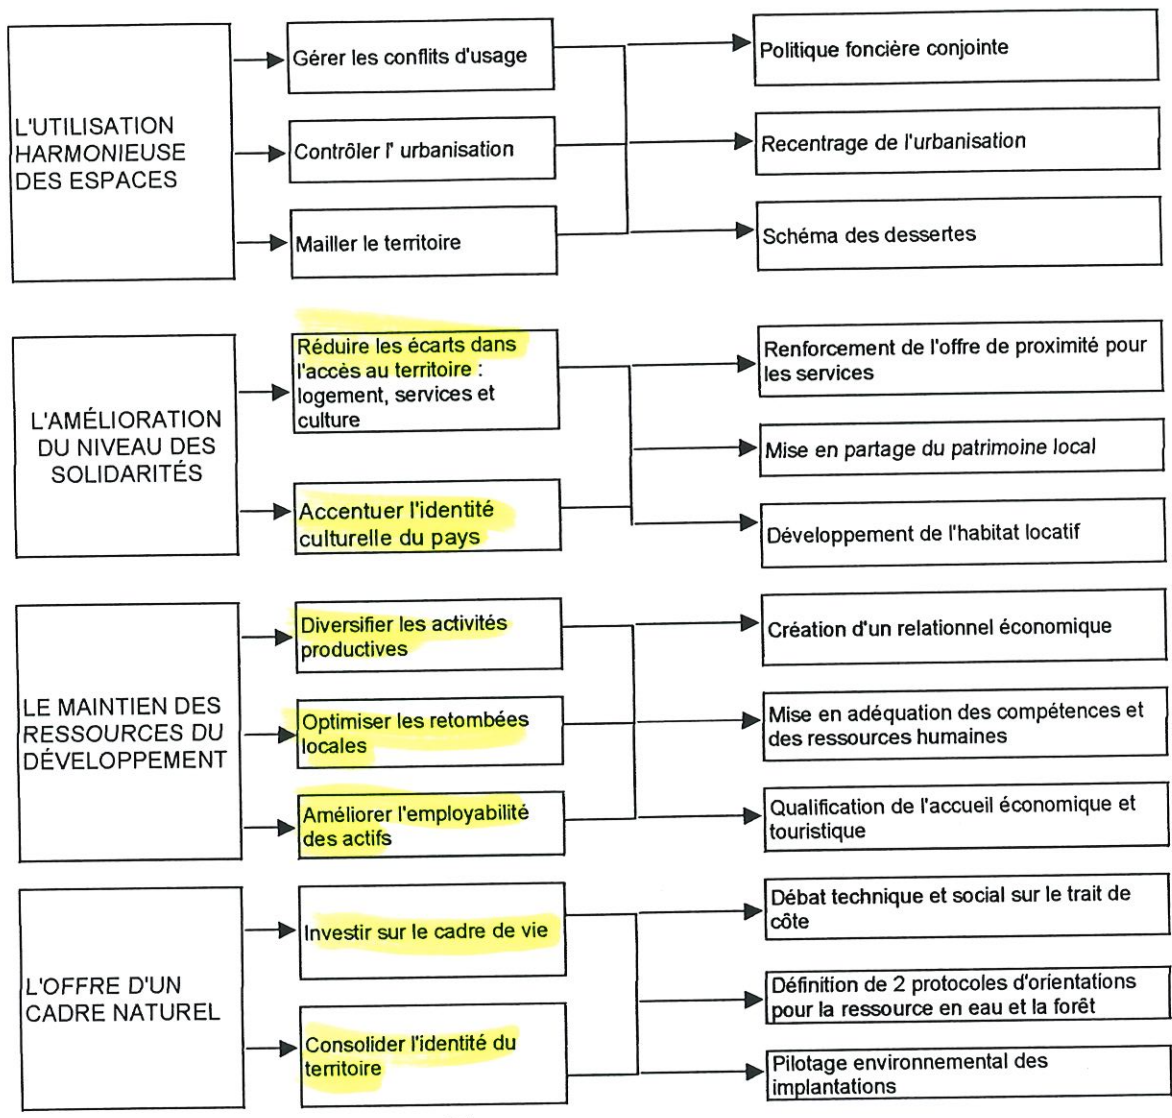 L'UTILISATION
HARMONIEUSE
DES ESPACES
Gérer les conflits d'usage
Contrôler l' urbanisation
Mailler le territoire
Politique foncière conjointe
Recentrage de l'urbanisation
Schéma des dessertes
L'AMÉLIORATION
DU NIVEAU DES
SOLIDARITÉS
Réduire les écarts dans
l'accès au territoire :
logement, services et
culture
Accentuer l'identité
culturelle du pays
Renforcement de l'offre de proximité pour
les services
Mise en partage du patrimoine local
Développement de l'habitat locatif
LE MAINTIEN DES
RESSOURCES DU
DÉVELOPPEMENT
Diversifier les activités
productives
Optimiser les retombées
locales
Améliorer l'employabilité
des actifs
Création d'un relationnel économique
Mise en adéquation des compétences et
des ressources humaines
Qualification de l'accueil économique et
touristique
L'OFFRE D'UN
CADRE NATUREL
Investir sur le cadre de vie
Consolider l'identité du
territoire
Débat technique et social sur le trait de
côte
Définition de 2 protocoles d'orientations
pour la ressource en eau et la forêt
Pilotage environnemental des
implantations